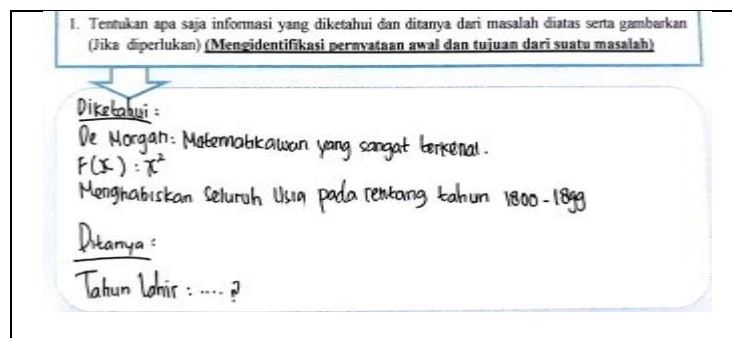 1. Tentukan apa saja informasi yang diketahui dan ditanya dari masalah diatas serta gambarkan
(Jika diperlukan) (Mengidentifikasi pernyataan awal dan tujuan dari suatu masalah)
Diketahui :
De Morgan : Matematikawan yang sangat terkenal.
F(x) : x²
Menghabiskan seluruh Usia pada rentang tahun 1800 - 1899
Ditanya :
Tahun lahir : .... ?